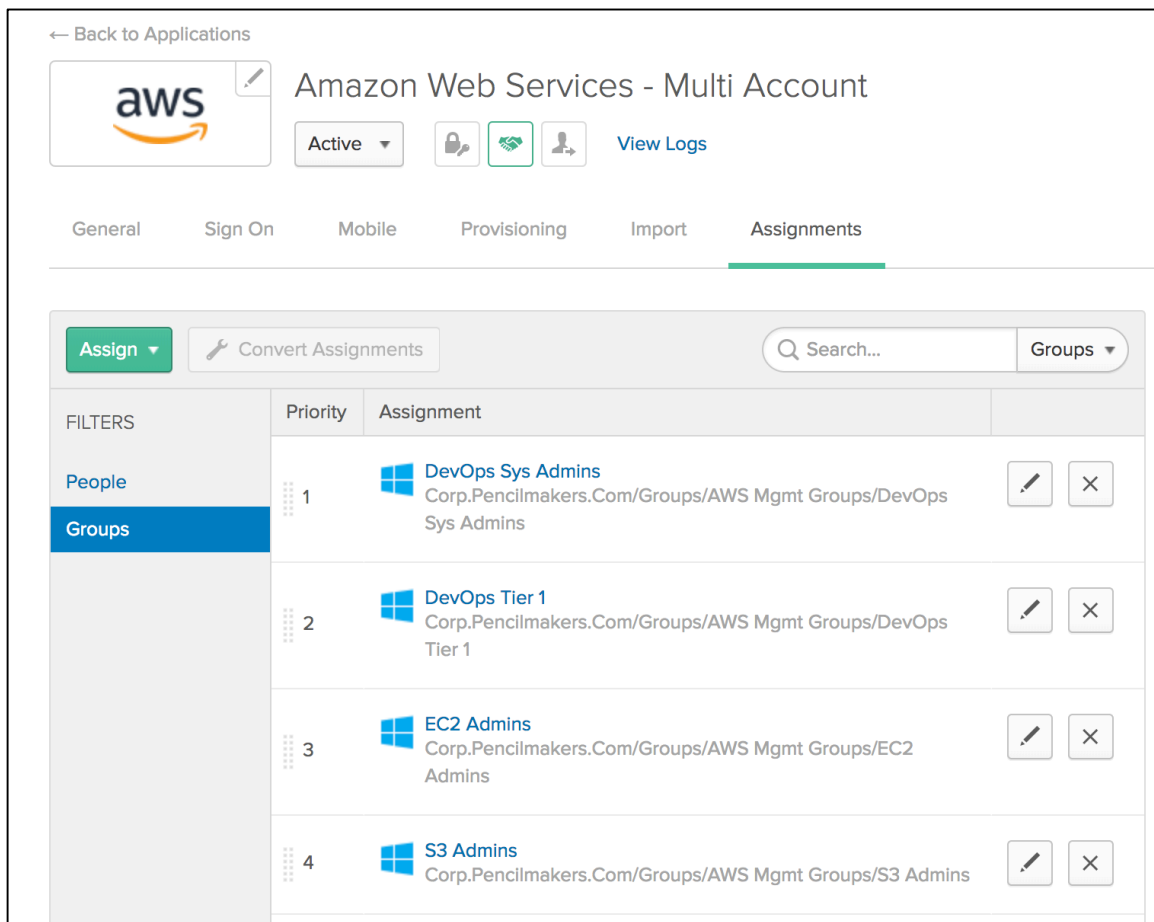 ← Back to Applications
aws
Amazon Web Services - Multi Account
Active
View Logs
General Sign On Mobile Provisioning Import Assignments
Assign Convert Assignments Search... Groups
FILTERS
People
Groups
Priority Assignment
1
DevOps Sys Admins
Corp.Pencilmakers.Com/Groups/AWS Mgmt Groups/DevOps
Sys Admins
2
DevOps Tier 1
Corp.Pencilmakers.Com/Groups/AWS Mgmt Groups/DevOps
Tier 1
3
EC2 Admins
Corp.Pencilmakers.Com/Groups/AWS Mgmt Groups/EC2
Admins
4
S3 Admins
Corp.Pencilmakers.Com/Groups/AWS Mgmt Groups/S3 Admins